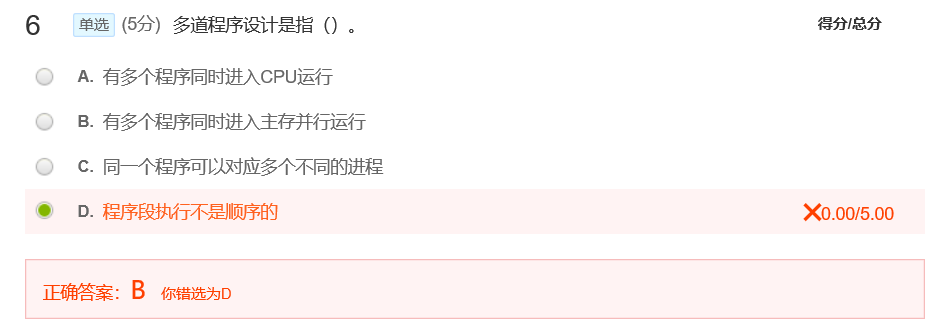 6 单选 (5分) 多道程序设计是指（）。 得分/总分
A. 有多个程序同时进入CPU运行
B. 有多个程序同时进入主存并行运行
C. 同一个程序可以对应多个不同的进程
D. 程序段执行不是顺序的 ✕0.00/5.00
正确答案：B 你错选为D